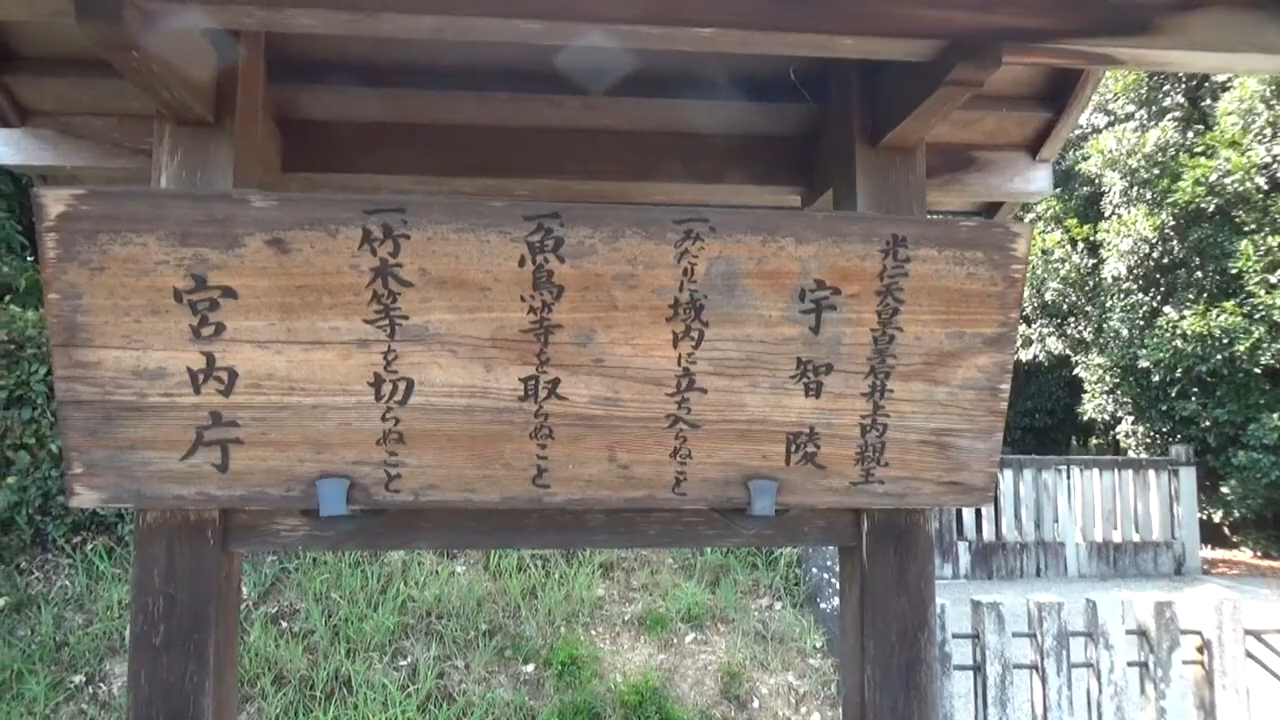 光仁天皇皇后井上内親王
宇智陵
一、みだりに域内に立ち入らぬこと
一、魚鳥等を取らぬこと
一、竹木等を切らぬこと
宮内庁